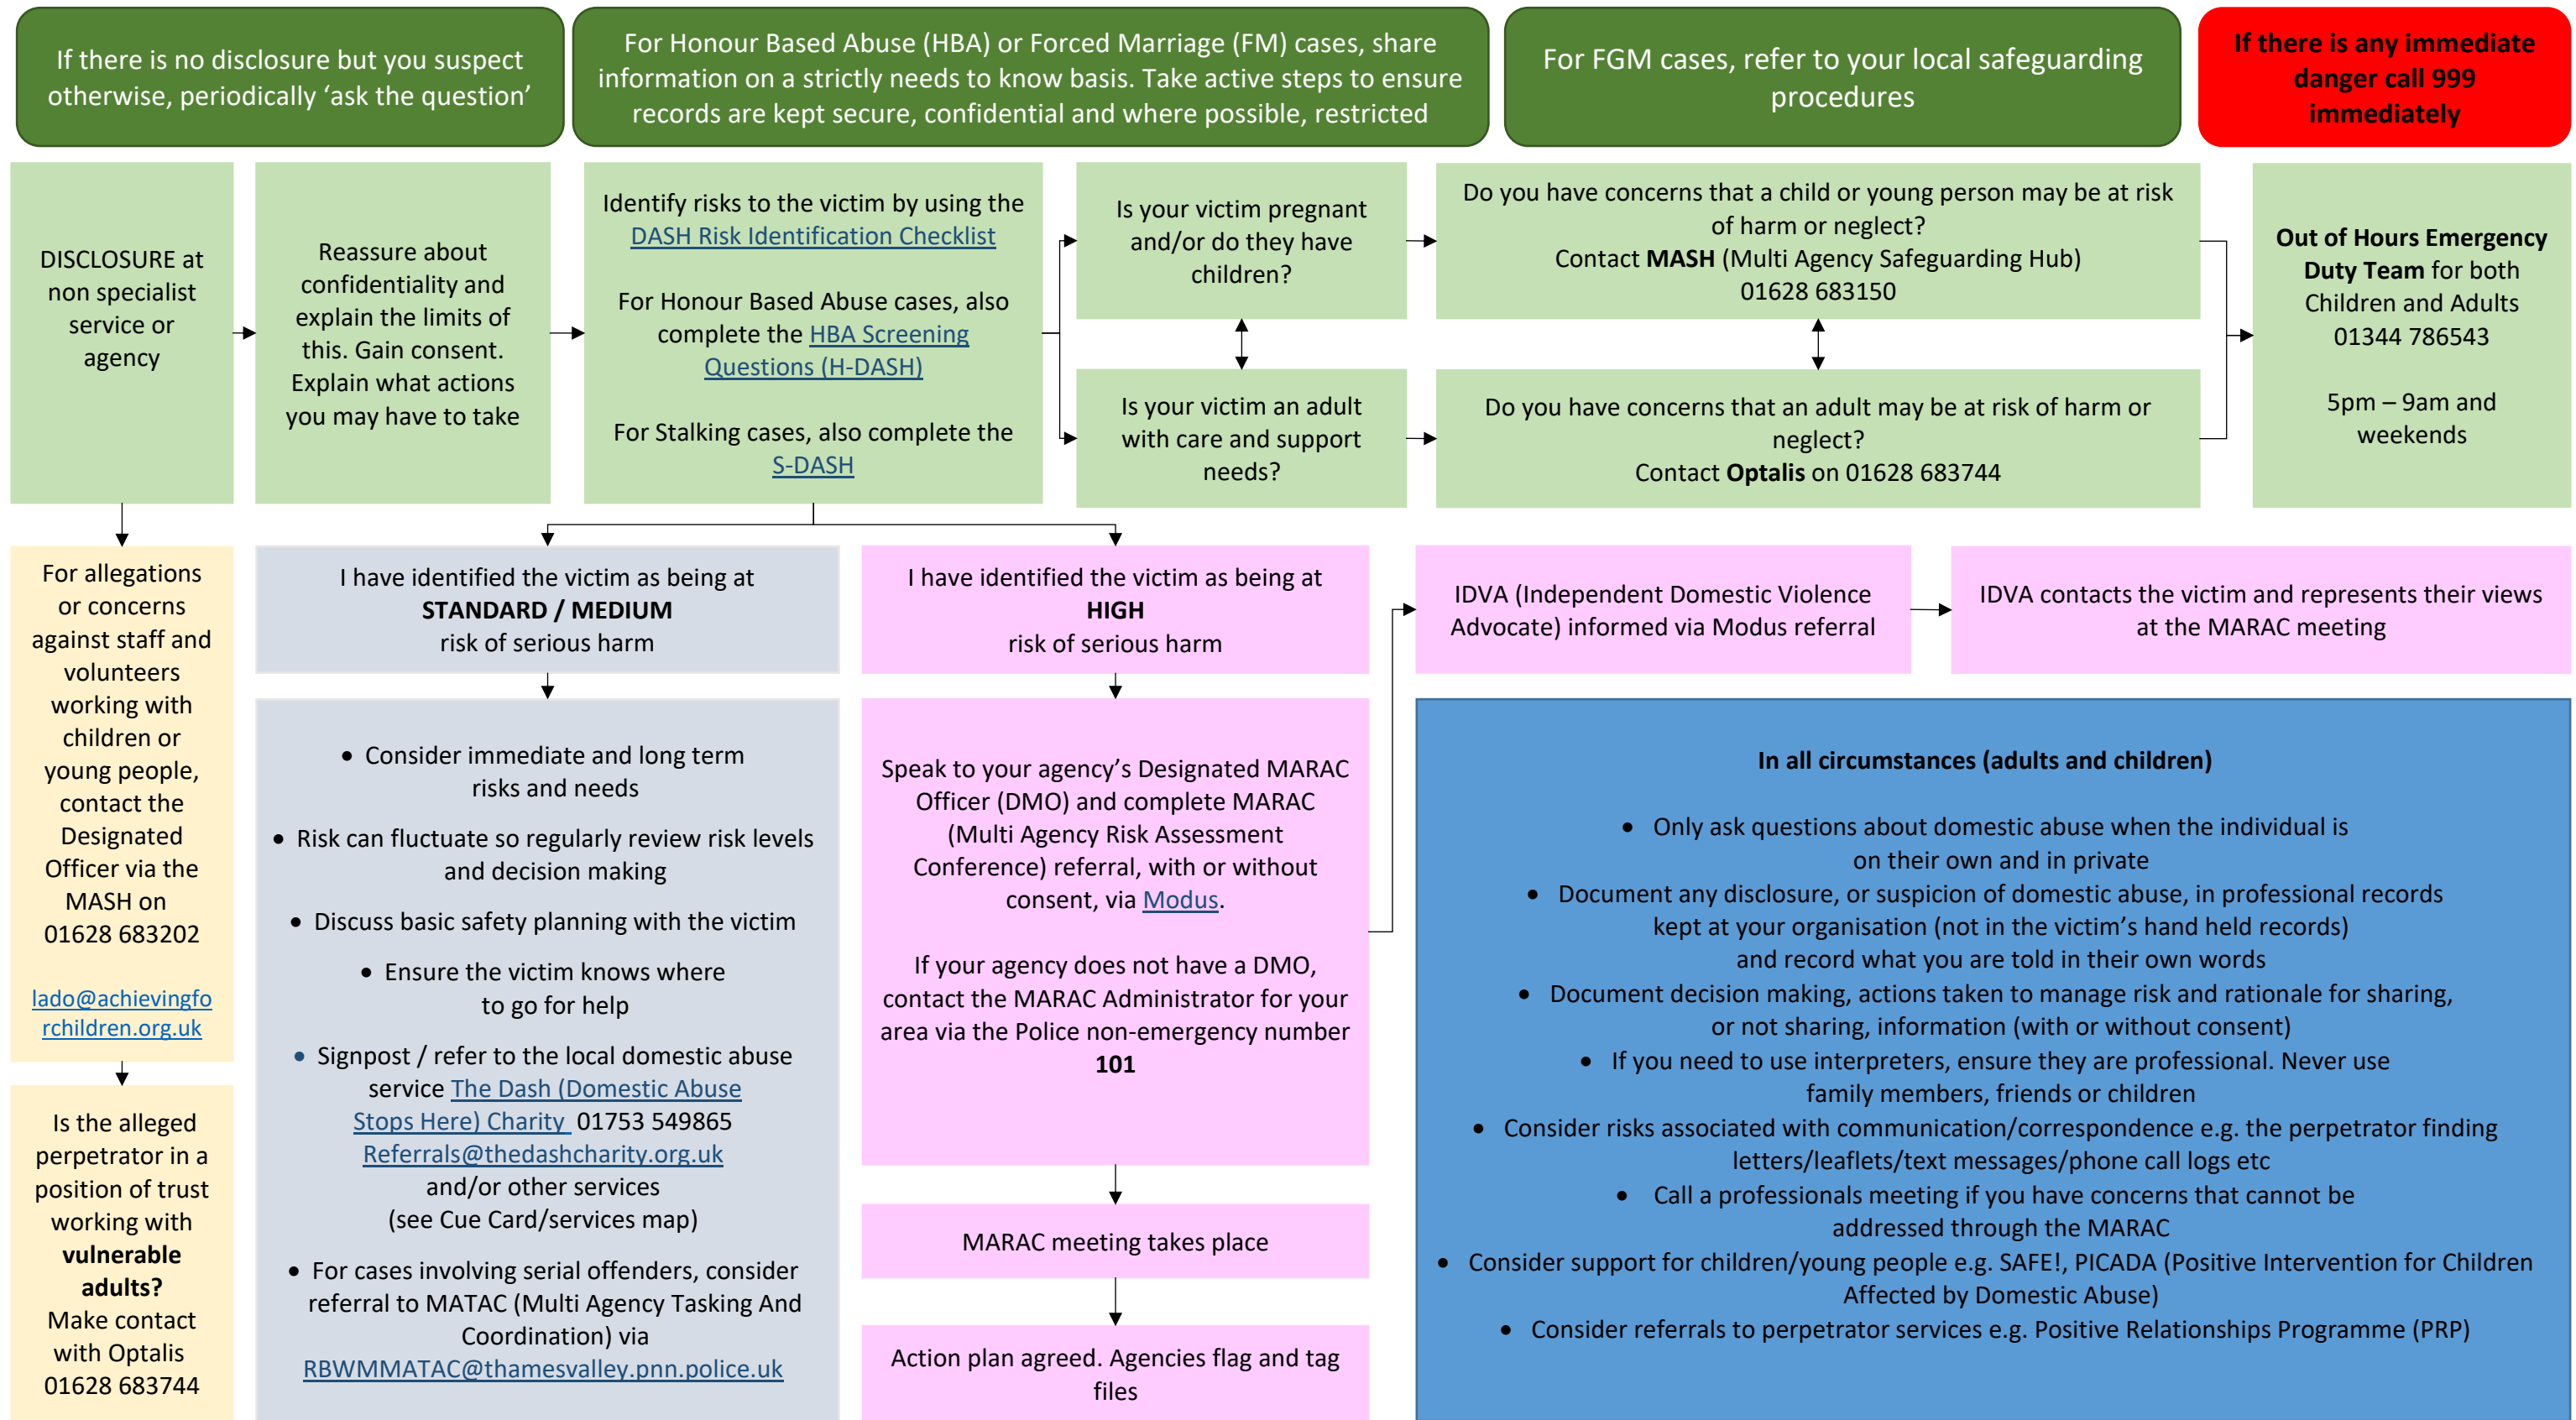 If there is no disclosure but you suspect
otherwise, periodically ‘ask the question’
For Honour Based Abuse (HBA) or Forced Marriage (FM) cases, share
information on a strictly needs to know basis. Take active steps to ensure
records are kept secure, confidential and where possible, restricted
For FGM cases, refer to your local safeguarding
procedures
If there is any immediate
danger call 999
immediately
DISCLOSURE at
non specialist
service or
agency
Reassure about
confidentiality and
explain the limits of
this. Gain consent.
Explain what actions
you may have to take
Identify risks to the victim by using the
DASH Risk Identification Checklist
For Honour Based Abuse cases, also
complete the HBA Screening
Questions (H-DASH)
For Stalking cases, also complete the
S-DASH
Is your victim pregnant
and/or do they have
children?
Is your victim an adult
with care and support
needs?
Do you have concerns that a child or young person may be at risk
of harm or neglect?
Contact MASH (Multi Agency Safeguarding Hub)
01628 683150
Do you have concerns that an adult may be at risk of harm or
neglect?
Contact Optalis on 01628 683744
Out of Hours Emergency
Duty Team for both
Children and Adults
01344 786543
5pm – 9am and
weekends
For allegations
or concerns
against staff and
volunteers
working with
children or
young people,
contact the
Designated
Officer via the
MASH on
01628 683202
lado@achievingfo
rchildren.org.uk
Is the alleged
perpetrator in a
position of trust
working with
vulnerable
adults?
Make contact
with Optalis
01628 683744
I have identified the victim as being at
STANDARD / MEDIUM
risk of serious harm
• Consider immediate and long term
risks and needs
• Risk can fluctuate so regularly review risk levels
and decision making
• Discuss basic safety planning with the victim
• Ensure the victim knows where
to go for help
• Signpost / refer to the local domestic abuse
service The Dash (Domestic Abuse
Stops Here) Charity 01753 549865
Referrals@thedashcharity.org.uk
and/or other services
(see Cue Card/services map)
• For cases involving serial offenders, consider
referral to MATAC (Multi Agency Tasking And
Coordination) via
RBWMMATAC@thamesvalley.pnn.police.uk
I have identified the victim as being at
HIGH
risk of serious harm
Speak to your agency’s Designated MARAC
Officer (DMO) and complete MARAC
(Multi Agency Risk Assessment
Conference) referral, with or without
consent, via Modus.
If your agency does not have a DMO,
contact the MARAC Administrator for your
area via the Police non-emergency number
101
MARAC meeting takes place
Action plan agreed. Agencies flag and tag
files
IDVA (Independent Domestic Violence
Advocate) informed via Modus referral
IDVA contacts the victim and represents their views
at the MARAC meeting
In all circumstances (adults and children)
• Only ask questions about domestic abuse when the individual is
on their own and in private
• Document any disclosure, or suspicion of domestic abuse, in professional records
kept at your organisation (not in the victim’s hand held records)
and record what you are told in their own words
• Document decision making, actions taken to manage risk and rationale for sharing,
or not sharing, information (with or without consent)
• If you need to use interpreters, ensure they are professional. Never use
family members, friends or children
• Consider risks associated with communication/correspondence e.g. the perpetrator finding
letters/leaflets/text messages/phone call logs etc
• Call a professionals meeting if you have concerns that cannot be
addressed through the MARAC
• Consider support for children/young people e.g. SAFE!, PICADA (Positive Intervention for Children
Affected by Domestic Abuse)
• Consider referrals to perpetrator services e.g. Positive Relationships Programme (PRP)